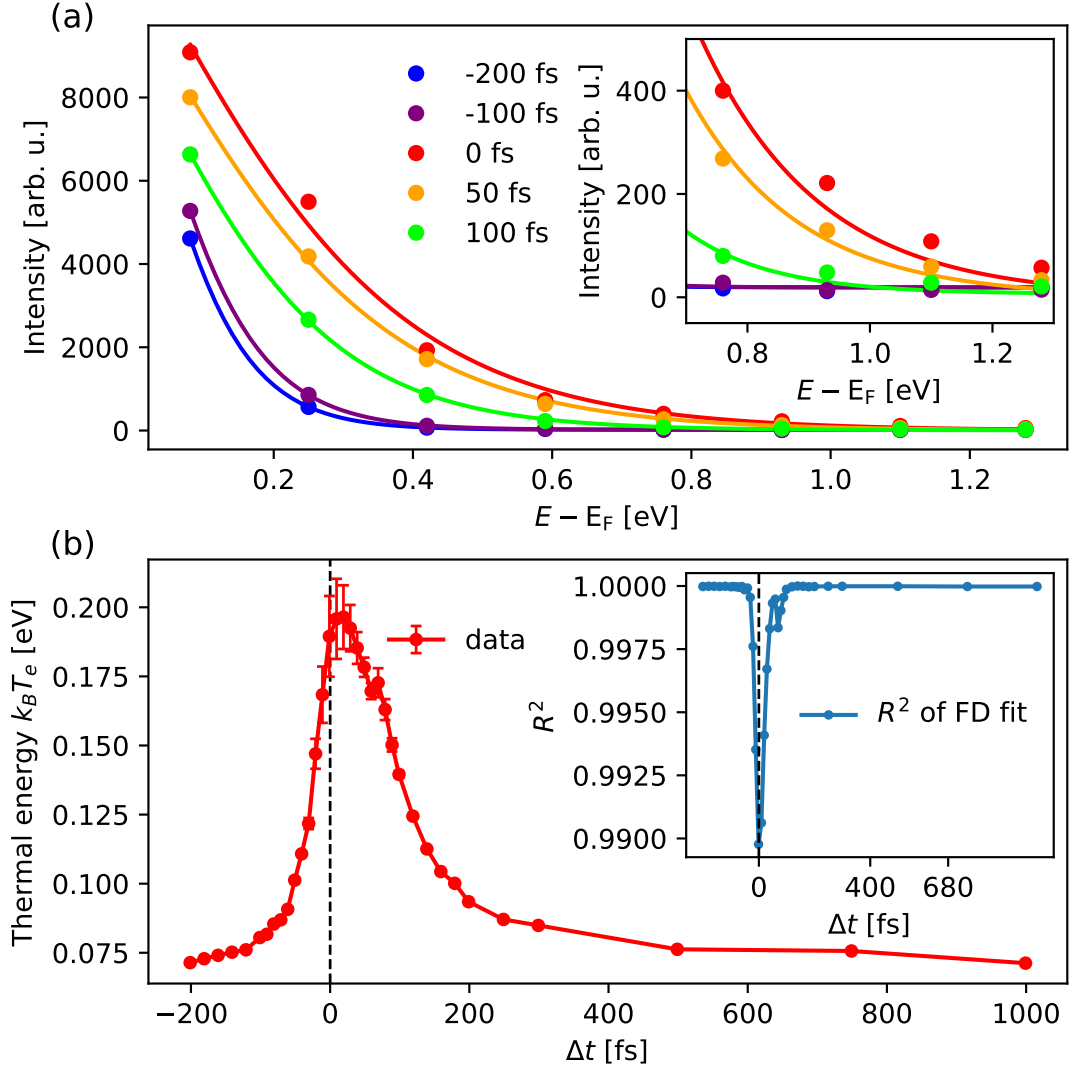 (a)
Intensity [arb. u.]
8000
6000
4000
2000
0
-200 fs
-100 fs
0 fs
50 fs
100 fs
0.2 0.4 0.6 0.8 1.0 1.2
E − E_F [eV]
Intensity [arb. u.]
400
200
0
0.8 1.0 1.2
E − E_F [eV]
(b)
Thermal energy k_BT_e [eV]
0.200
0.175
0.150
0.125
0.100
0.075
data
−200 0 200 400 600 800 1000
Δt [fs]
R²
1.0000
0.9975
0.9950
0.9925
0.9900
R² of FD fit
0 400 680
Δt [fs]